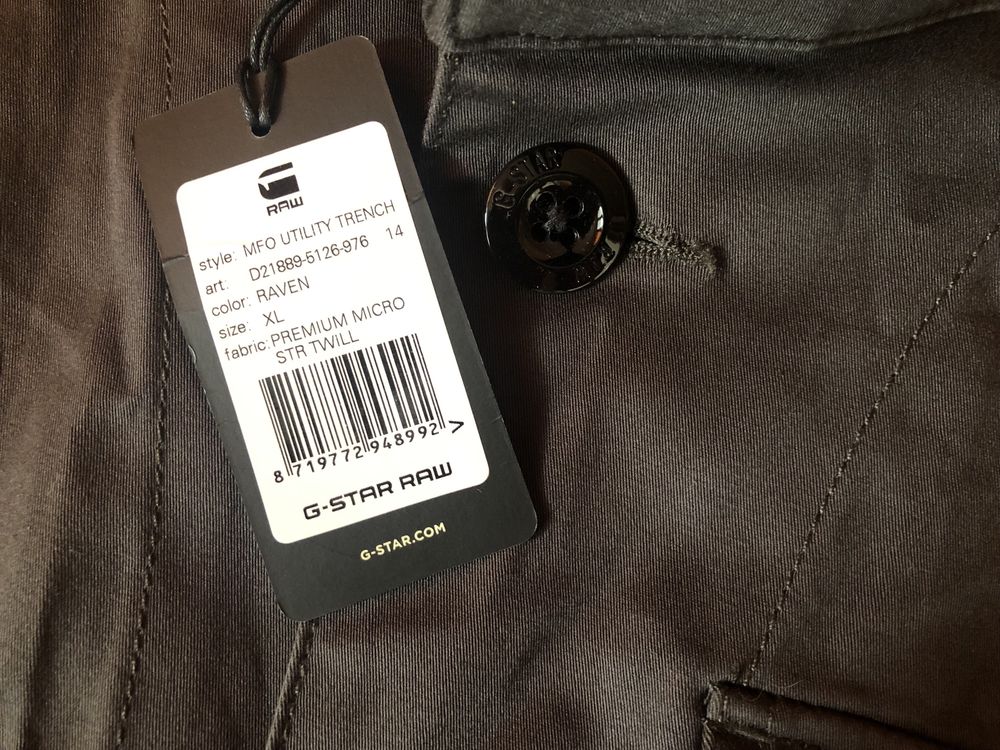 RAW
style: MFO UTILITY TRENCH
art: D21889-5126-976 14
color: RAVEN
size: XL
fabric: PREMIUM MICRO
STR TWILL
8 719772 948992 >
G-STAR RAW
G-STAR.COM
G-STAR